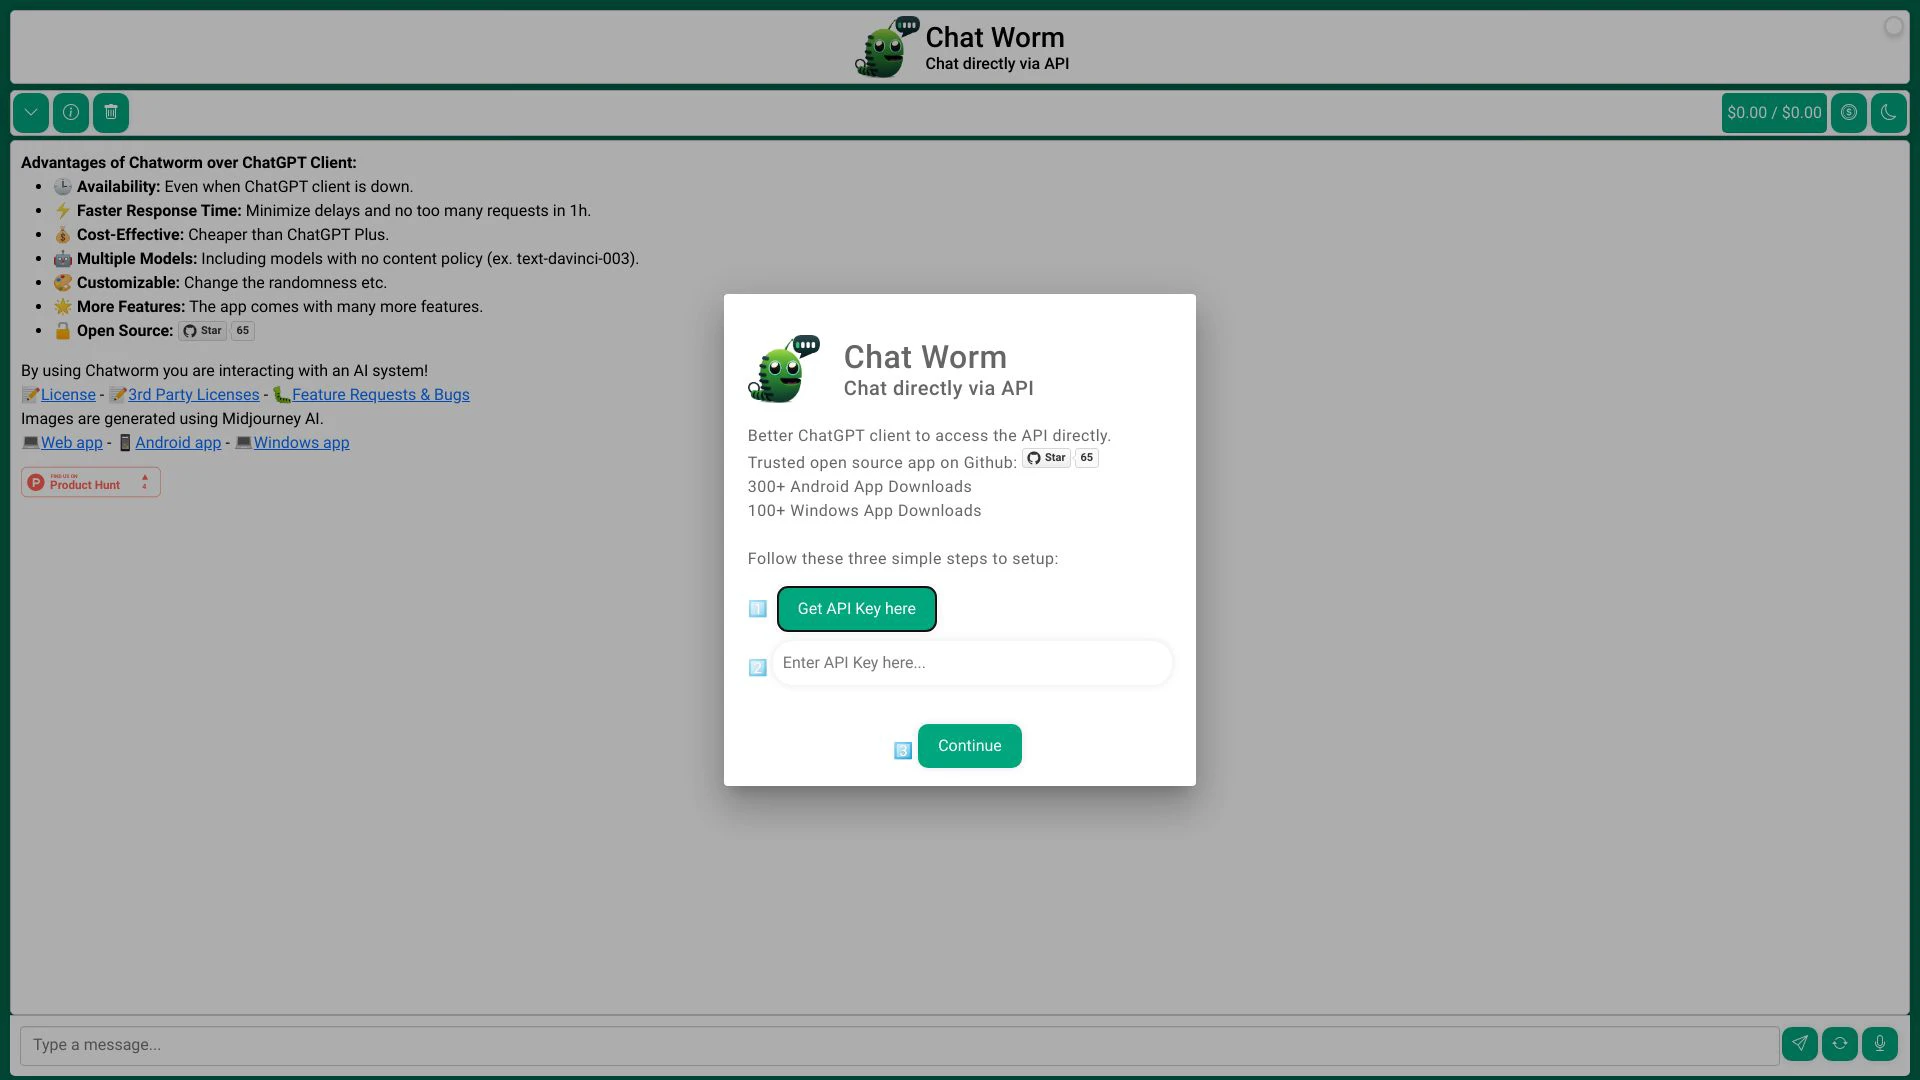 Chat Worm
Chat directly via API
$0.00 / $0.00
Advantages of Chatworm over ChatGPT Client:
Availability: Even when ChatGPT client is down.
Faster Response Time: Minimize delays and no too many requests in 1h.
Cost-Effective: Cheaper than ChatGPT Plus.
Multiple Models: Including models with no content policy (ex. text-davinci-003).
Customizable: Change the randomness etc.
More Features: The app comes with many more features.
Open Source: Star 65
By using Chatworm you are interacting with an AI system!
License - 3rd Party Licenses - Feature Requests & Bugs
Images are generated using Midjourney AI.
Web app - Android app - Windows app
FIND US ON
Product Hunt 4
Chat Worm
Chat directly via API
Better ChatGPT client to access the API directly.
Trusted open source app on Github: Star 65
300+ Android App Downloads
100+ Windows App Downloads
Follow these three simple steps to setup:
1 Get API Key here
2 Enter API Key here...
3 Continue
Type a message...